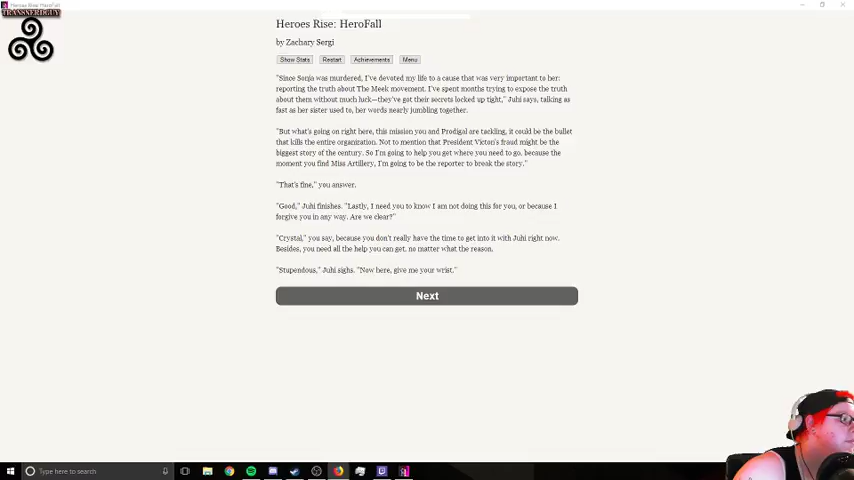 Heroes Rise: HeroFall
TRANSNERDGUY
Heroes Rise: HeroFall
by Zachary Sergi
Show Stats Restart Achievements Menu
"Since Sonja was murdered, I've devoted my life to a cause that was very important to her:
reporting the truth about The Meek movement. I've spent months trying to expose the truth
about them without much luck—they've got their secrets locked up tight," Juhi says, talking as
fast as her sister used to, her words nearly jumbling together.
"But what's going on right here, this mission you and Prodigal are tackling, it could be the bullet
that kills the entire organization. Not to mention that President Victon's fraud might be the
biggest story of the century. So I'm going to help you get where you need to go, because the
moment you find Miss Artillery, I'm going to be the reporter to break the story."
"That's fine," you answer.
"Good," Juhi finishes. "Lastly, I need you to know I am not doing this for you, or because I
forgive you in any way. Are we clear?"
"Crystal," you say, because you don't really have the time to get into it with Juhi right now.
Besides, you need all the help you can get, no matter what the reason.
"Stupendous," Juhi sighs. "Now here, give me your wrist."
Next
Type here to search